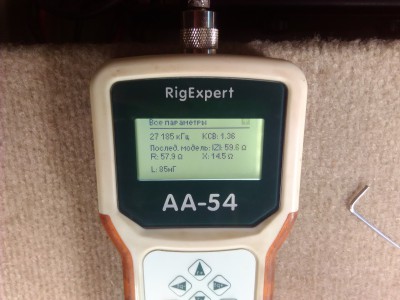 RigExpert
Все параметры
27 185 кГц КСВ: 1.36
Послед. модель: |Z|: 59.6 Ω
R: 57.9 Ω X: 14.5 Ω
L: 85нГ
AA-54